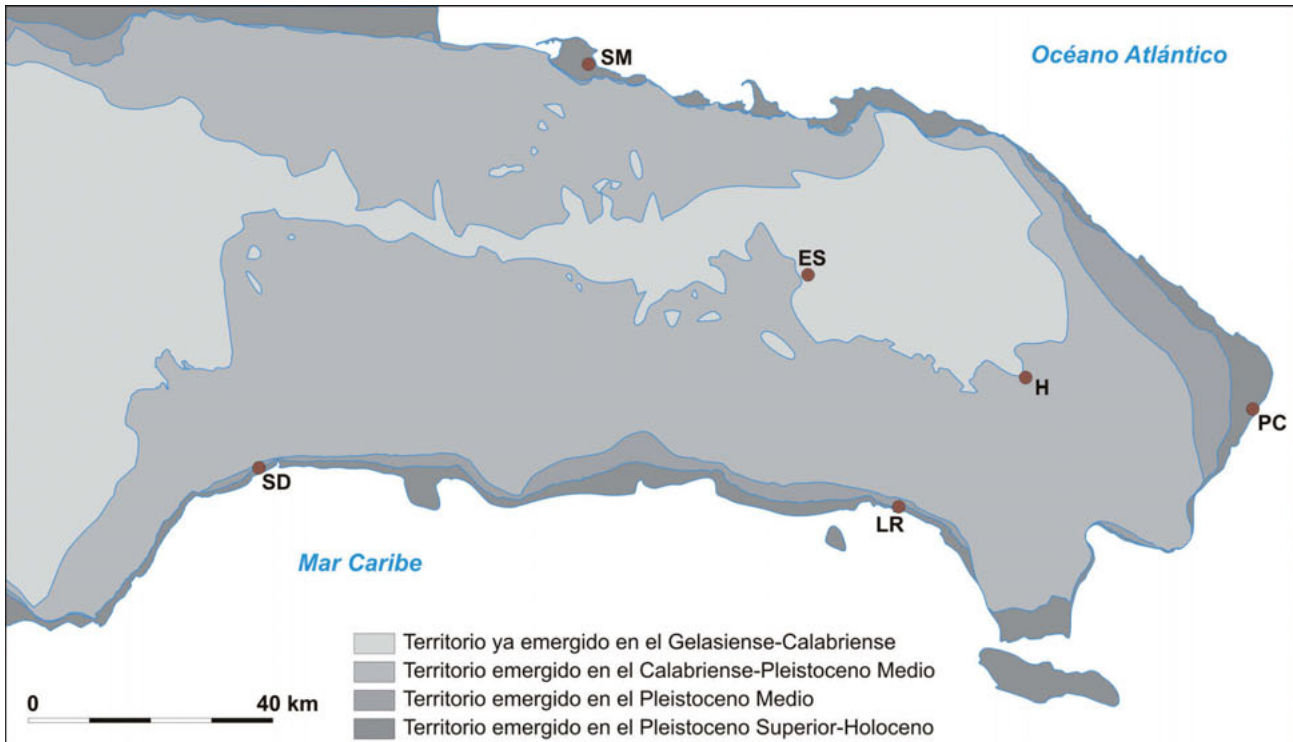 SM
Océano Atlántico
ES
H
PC
SD
LR
Mar Caribe
Territorio ya emergido en el Gelasiense-Calabriense
Territorio emergido en el Calabriense-Pleistoceno Medio
Territorio emergido en el Pleistoceno Medio
Territorio emergido en el Pleistoceno Superior-Holoceno
0 40 km